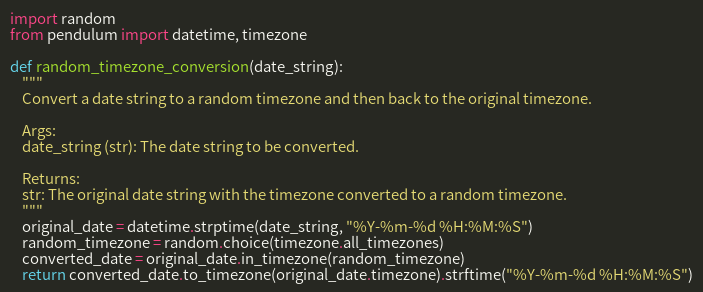 import random
from pendulum import datetime, timezone

def random_timezone_conversion(date_string):
    """
    Convert a date string to a random timezone and then back to the original timezone.

    Args:
    date_string (str): The date string to be converted.

    Returns:
    str: The original date string with the timezone converted to a random timezone.
    """
    original_date = datetime.strptime(date_string, "%Y-%m-%d %H:%M:%S")
    random_timezone = random.choice(timezone.all_timezones)
    converted_date = original_date.in_timezone(random_timezone)
    return converted_date.to_timezone(original_date.timezone).strftime("%Y-%m-%d %H:%M:%S")